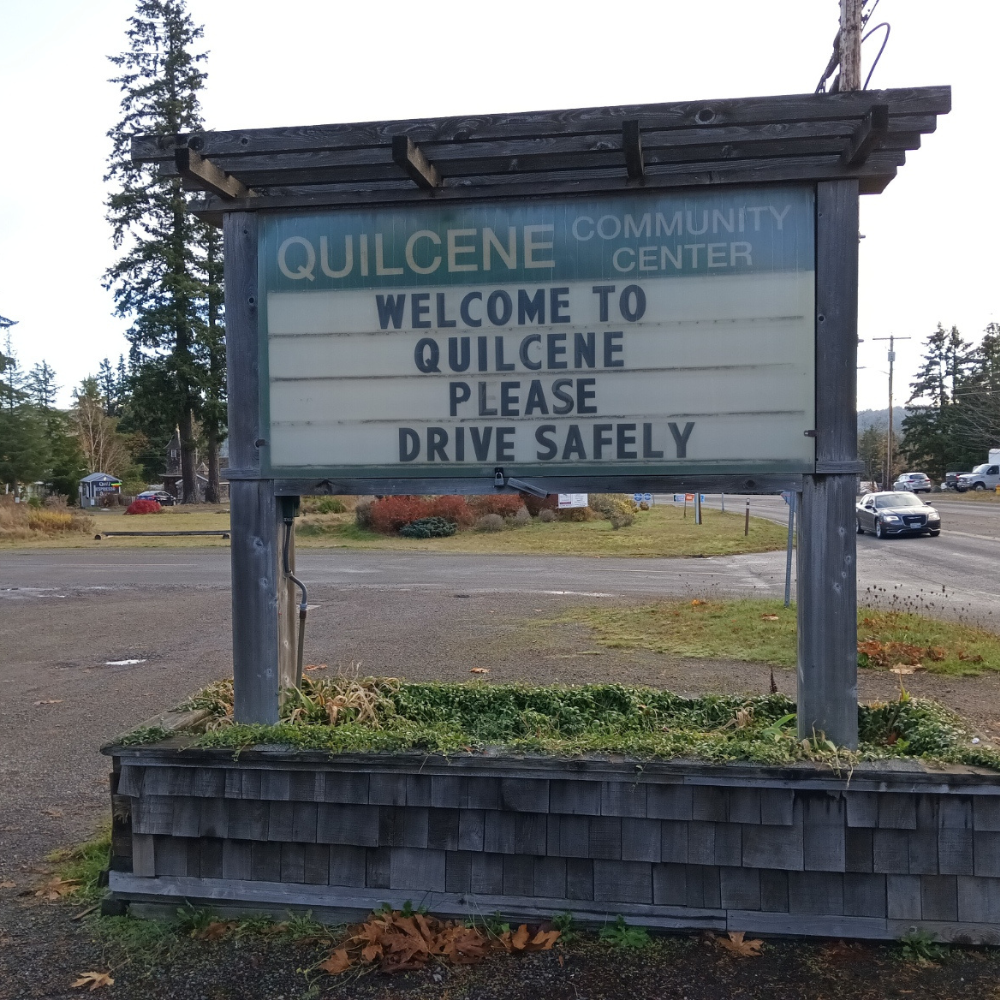 QUILCENE COMMUNITY
CENTER
WELCOME TO
QUILCENE
PLEASE
DRIVE SAFELY